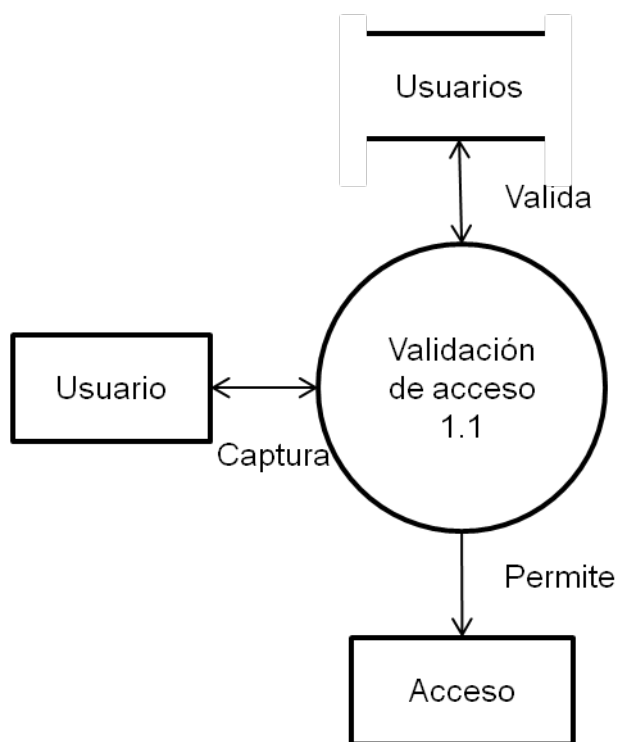 Usuarios
Valida
Validación
de acceso
1.1
Usuario
Captura
Permite
Acceso